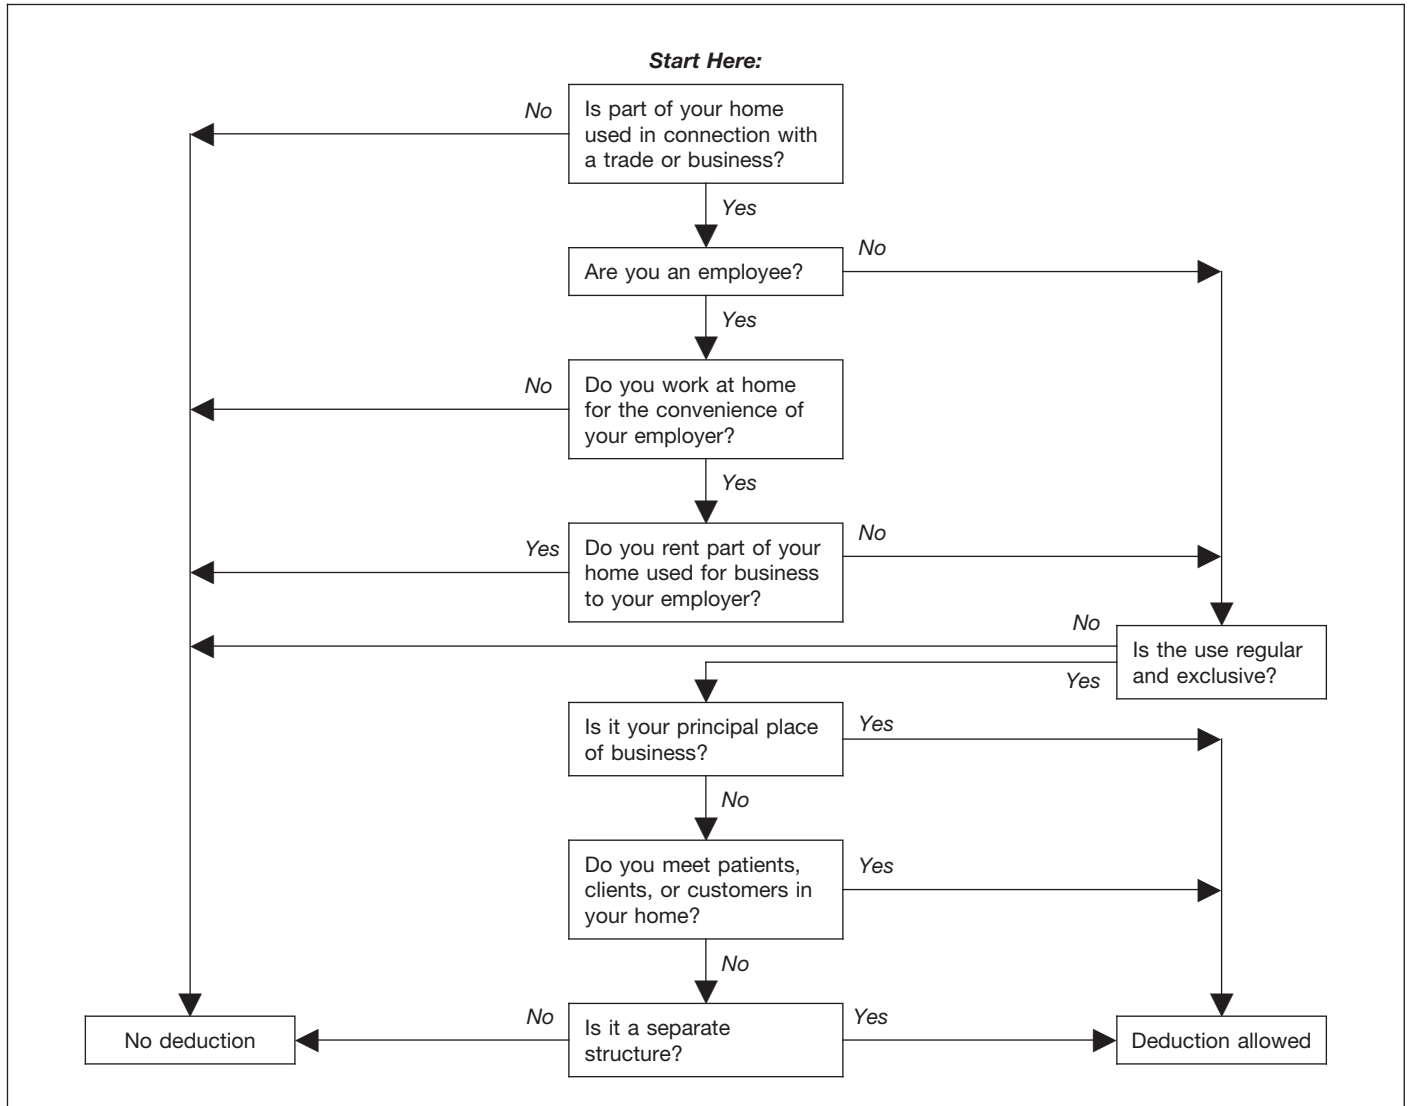 Start Here:
No
Is part of your home
used in connection with
a trade or business?
Yes
Are you an employee?
No
Yes
No
Do you work at home
for the convenience of
your employer?
Yes
Yes
Do you rent part of your
home used for business
to your employer?
No
No
Is the use regular
and exclusive?
Yes
Is it your principal place
of business?
Yes
No
Do you meet patients,
clients, or customers in
your home?
Yes
No
No deduction
No
Is it a separate
structure?
Yes
Deduction allowed